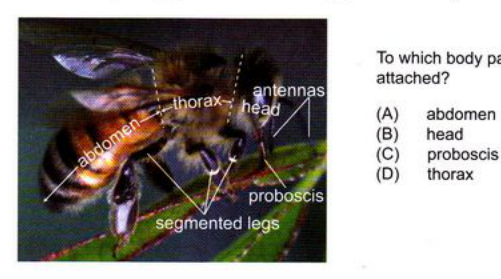 To which body pa
attached?
antennas
thorax
head
abdomen
proboscis
segmented legs
(A) abdomen
(B) head
(C) proboscis
(D) thorax